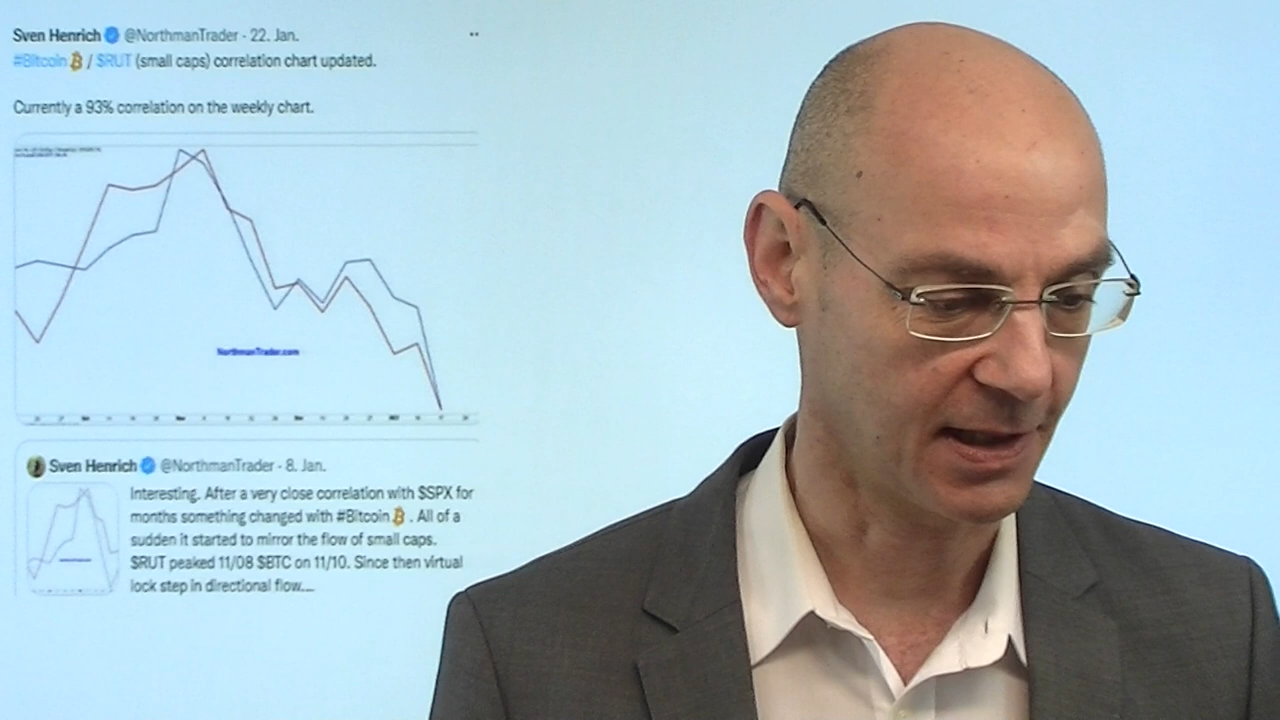 Sven Henrich @NorthmanTrader · 22. Jan.
#Bitcoin / $RUT (small caps) correlation chart updated.
Currently a 93% correlation on the weekly chart.
NorthmanTrader.com
Sven Henrich @NorthmanTrader · 8. Jan.
Interesting. After a very close correlation with $SPX for
months something changed with #Bitcoin . All of a
sudden it started to mirror the flow of small caps.
$RUT peaked 11/08 $BTC on 11/10. Since then virtual
lock step in directional flow....